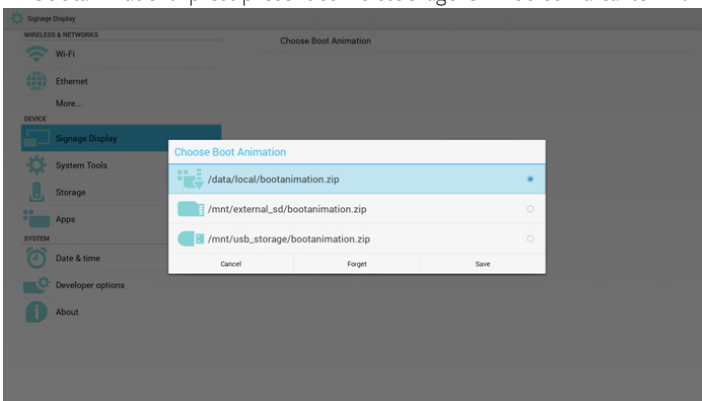 Signage Display
WIRELESS & NETWORKS
Wi-Fi
Ethernet
More...
DEVICE
Signage Display
System Tools
Storage
Apps
SYSTEM
Date & time
Developer options
About
Choose Boot Animation
Choose Boot Animation
/data/local/bootanimation.zip
/mnt/external_sd/bootanimation.zip
/mnt/usb_storage/bootanimation.zip
Cancel Forget Save